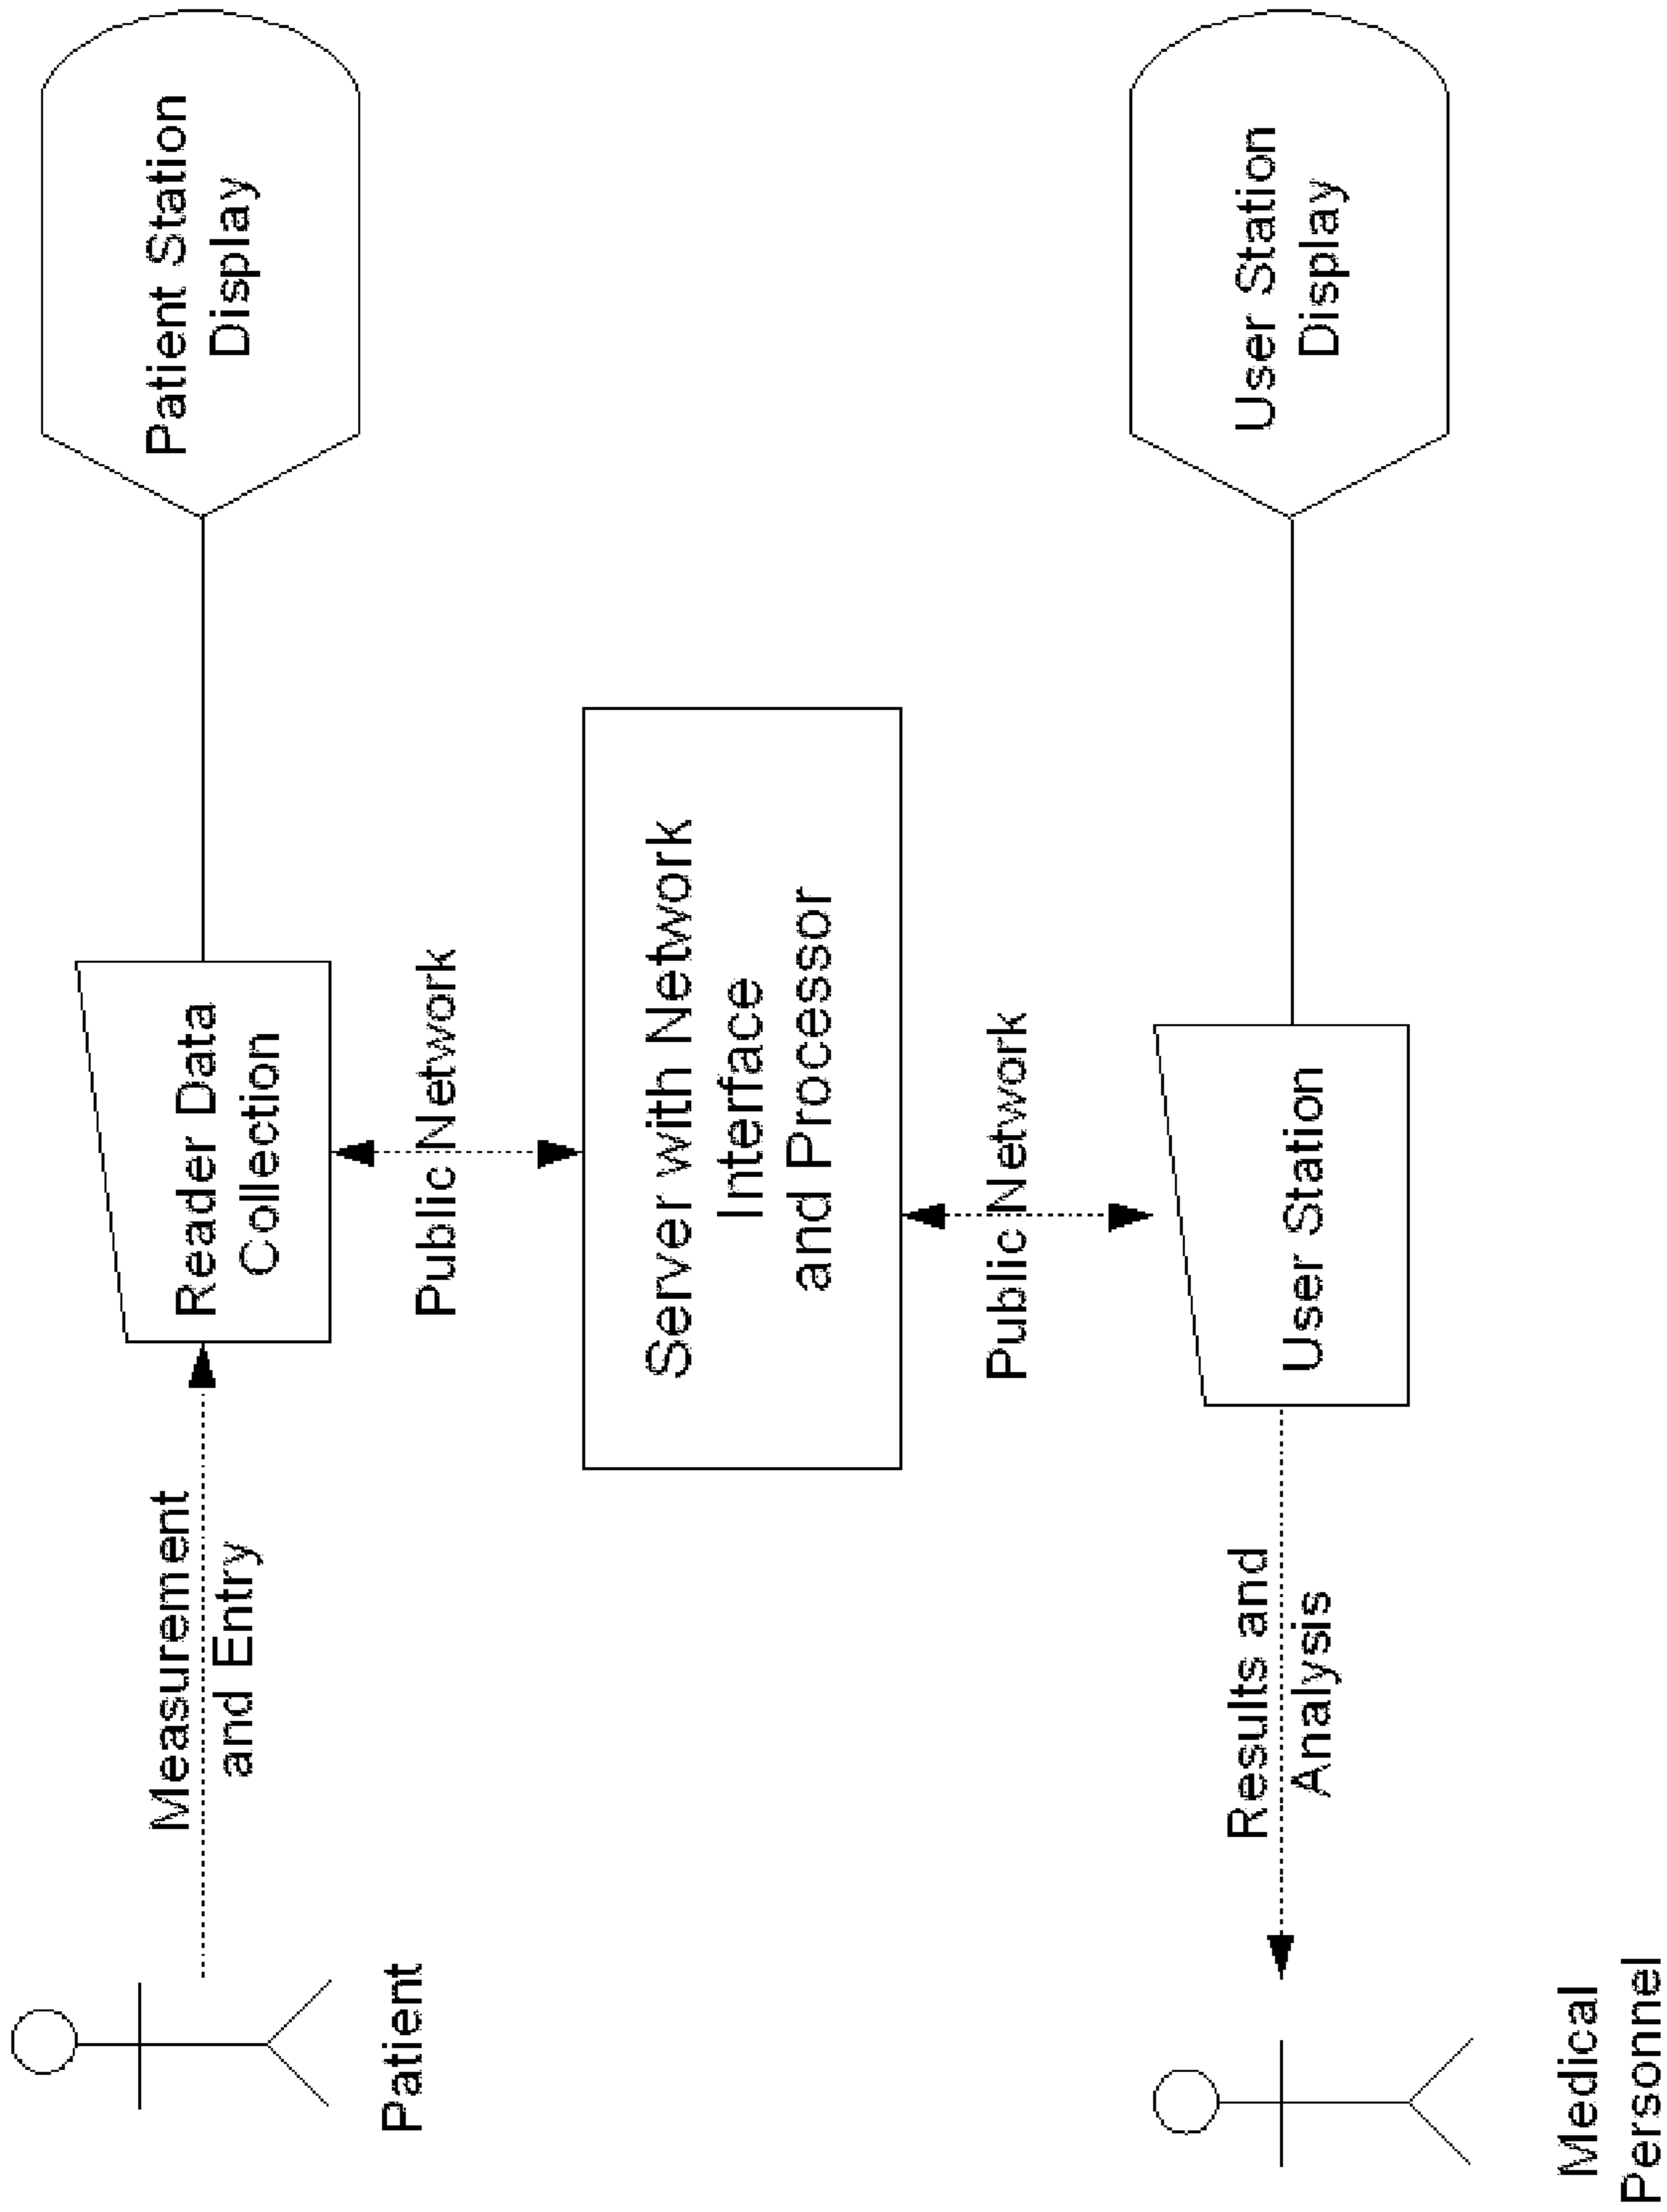 Patient
Measurement
and Entry
Reader Data
Collection
Patient Station
Display
Public Network
Server with Network
Interface
and Processor
Public Network
Medical
Personnel
Results and
Analysis
User Station
User Station
Display